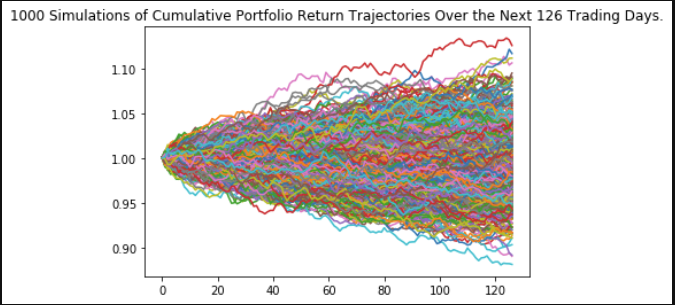 1000 Simulations of Cumulative Portfolio Return Trajectories Over the Next 126 Trading Days.
1.10
1.05
1.00
0.95
0.90
0 20 40 60 80 100 120